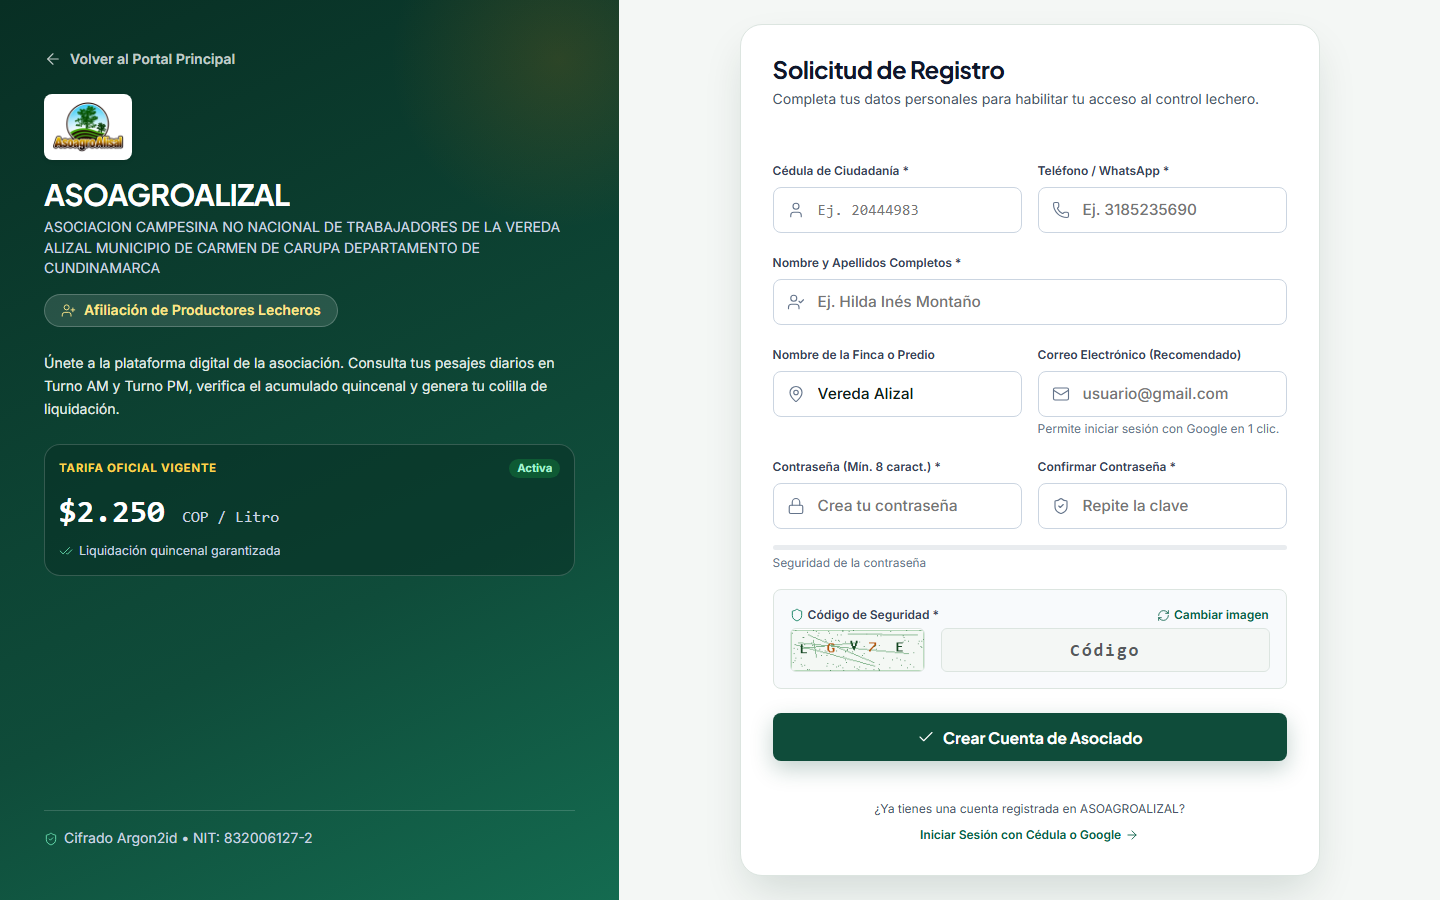 Volver al Portal Principal
AsoagroAlisal
ASOAGROALIZAL
ASOCIACION CAMPESINA NO NACIONAL DE TRABAJADORES DE LA VEREDA
ALIZAL MUNICIPIO DE CARMEN DE CARUPA DEPARTAMENTO DE
CUNDINAMARCA
Afiliación de Productores Lecheros
Únete a la plataforma digital de la asociación. Consulta tus pesajes diarios en
Turno AM y Turno PM, verifica el acumulado quincenal y genera tu colilla de
liquidación.
TARIFA OFICIAL VIGENTE
Activa
$2.250 COP / Litro
Liquidación quincenal garantizada
Cifrado Argon2id • NIT: 832006127-2
Solicitud de Registro
Completa tus datos personales para habilitar tu acceso al control lechero.
Cédula de Ciudadanía *
Teléfono / WhatsApp *
Ej. 20444983
Ej. 3185235690
Nombre y Apellidos Completos *
Ej. Hilda Inés Montaño
Nombre de la Finca o Predio
Correo Electrónico (Recomendado)
Vereda Alizal
usuario@gmail.com
Permite iniciar sesión con Google en 1 clic.
Contraseña (Mín. 8 caract.) *
Confirmar Contraseña *
Crea tu contraseña
Repite la clave
Seguridad de la contraseña
Código de Seguridad *
Cambiar imagen
L G V 7 E
Código
Crear Cuenta de Asociado
¿Ya tienes una cuenta registrada en ASOAGROALIZAL?
Iniciar Sesión con Cédula o Google →